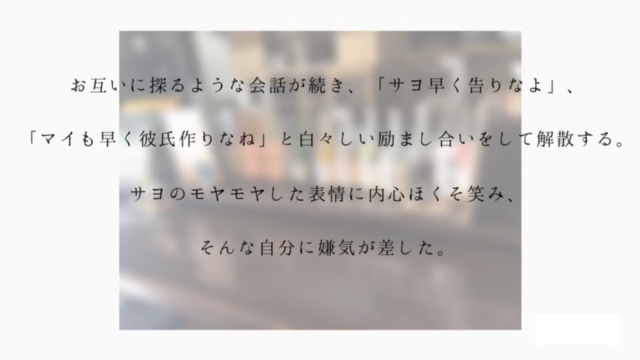 お互いに探るような会話が続き、「サヨ早く告りなよ」、
「マイも早く彼氏作りなね」と白々しい励まし合いをして解散する。
サヨのモヤモヤした表情に内心ほくそ笑み、
そんな自分に嫌気が差した。